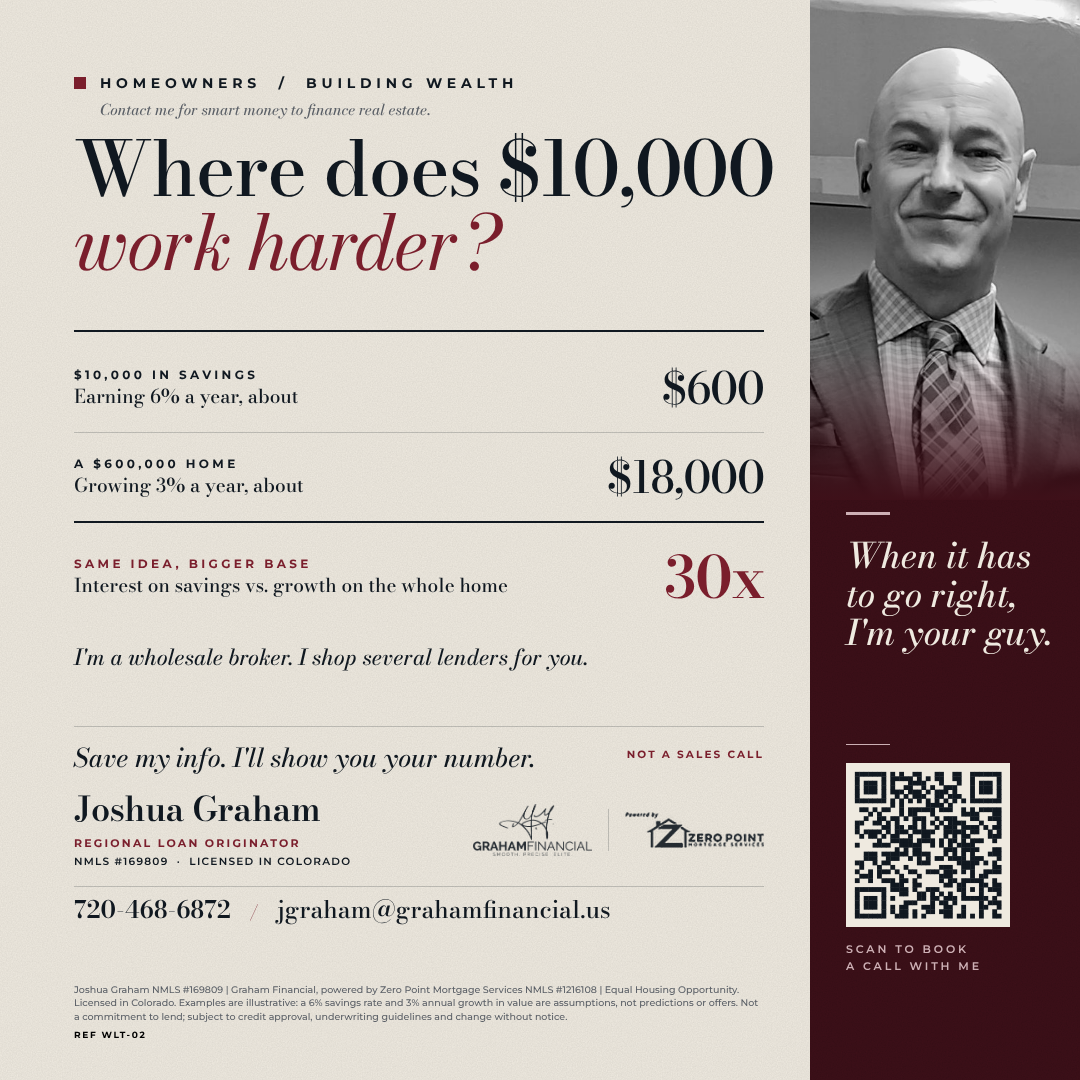 HOMEOWNERS / BUILDING WEALTH
Contact me for smart money to finance real estate.
Where does $10,000
work harder?
$10,000 IN SAVINGS
Earning 6% a year, about
$600
A $600,000 HOME
Growing 3% a year, about
$18,000
SAME IDEA, BIGGER BASE
Interest on savings vs. growth on the whole home
30x
I'm a wholesale broker. I shop several lenders for you.
Save my info. I'll show you your number.
NOT A SALES CALL
Joshua Graham
REGIONAL LOAN ORIGINATOR
NMLS #169809 · LICENSED IN COLORADO
GRAHAMFINANCIAL
SMOOTH. PRECISE. ELITE.
Powered by
ZERO POINT
MORTGAGE SERVICES
720-468-6872 / jgraham@grahamfinancial.us
Joshua Graham NMLS #169809 | Graham Financial, powered by Zero Point Mortgage Services NMLS #1216108 | Equal Housing Opportunity.
Licensed in Colorado. Examples are illustrative: a 6% savings rate and 3% annual growth in value are assumptions, not predictions or offers. Not
a commitment to lend; subject to credit approval, underwriting guidelines and change without notice.
REF WLT-02
When it has
to go right,
I'm your guy.
SCAN TO BOOK
A CALL WITH ME